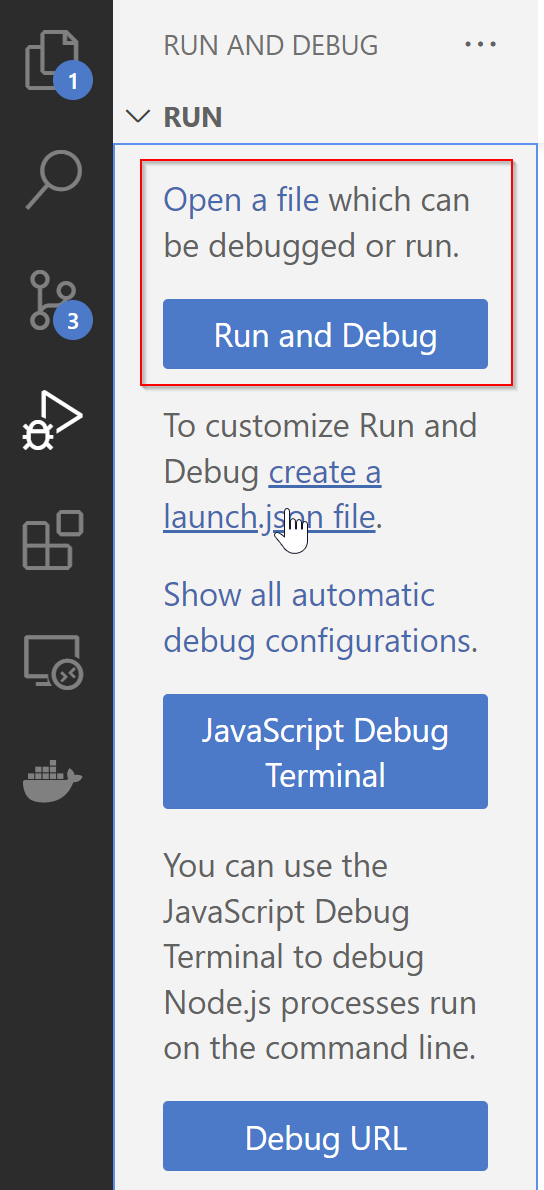 RUN AND DEBUG
1
RUN
Open a file which can
be debugged or run.
Run and Debug
3
To customize Run and
Debug create a
launch.json file.
Show all automatic
debug configurations.
JavaScript Debug
Terminal
You can use the
JavaScript Debug
Terminal to debug
Node.js processes run
on the command line.
Debug URL